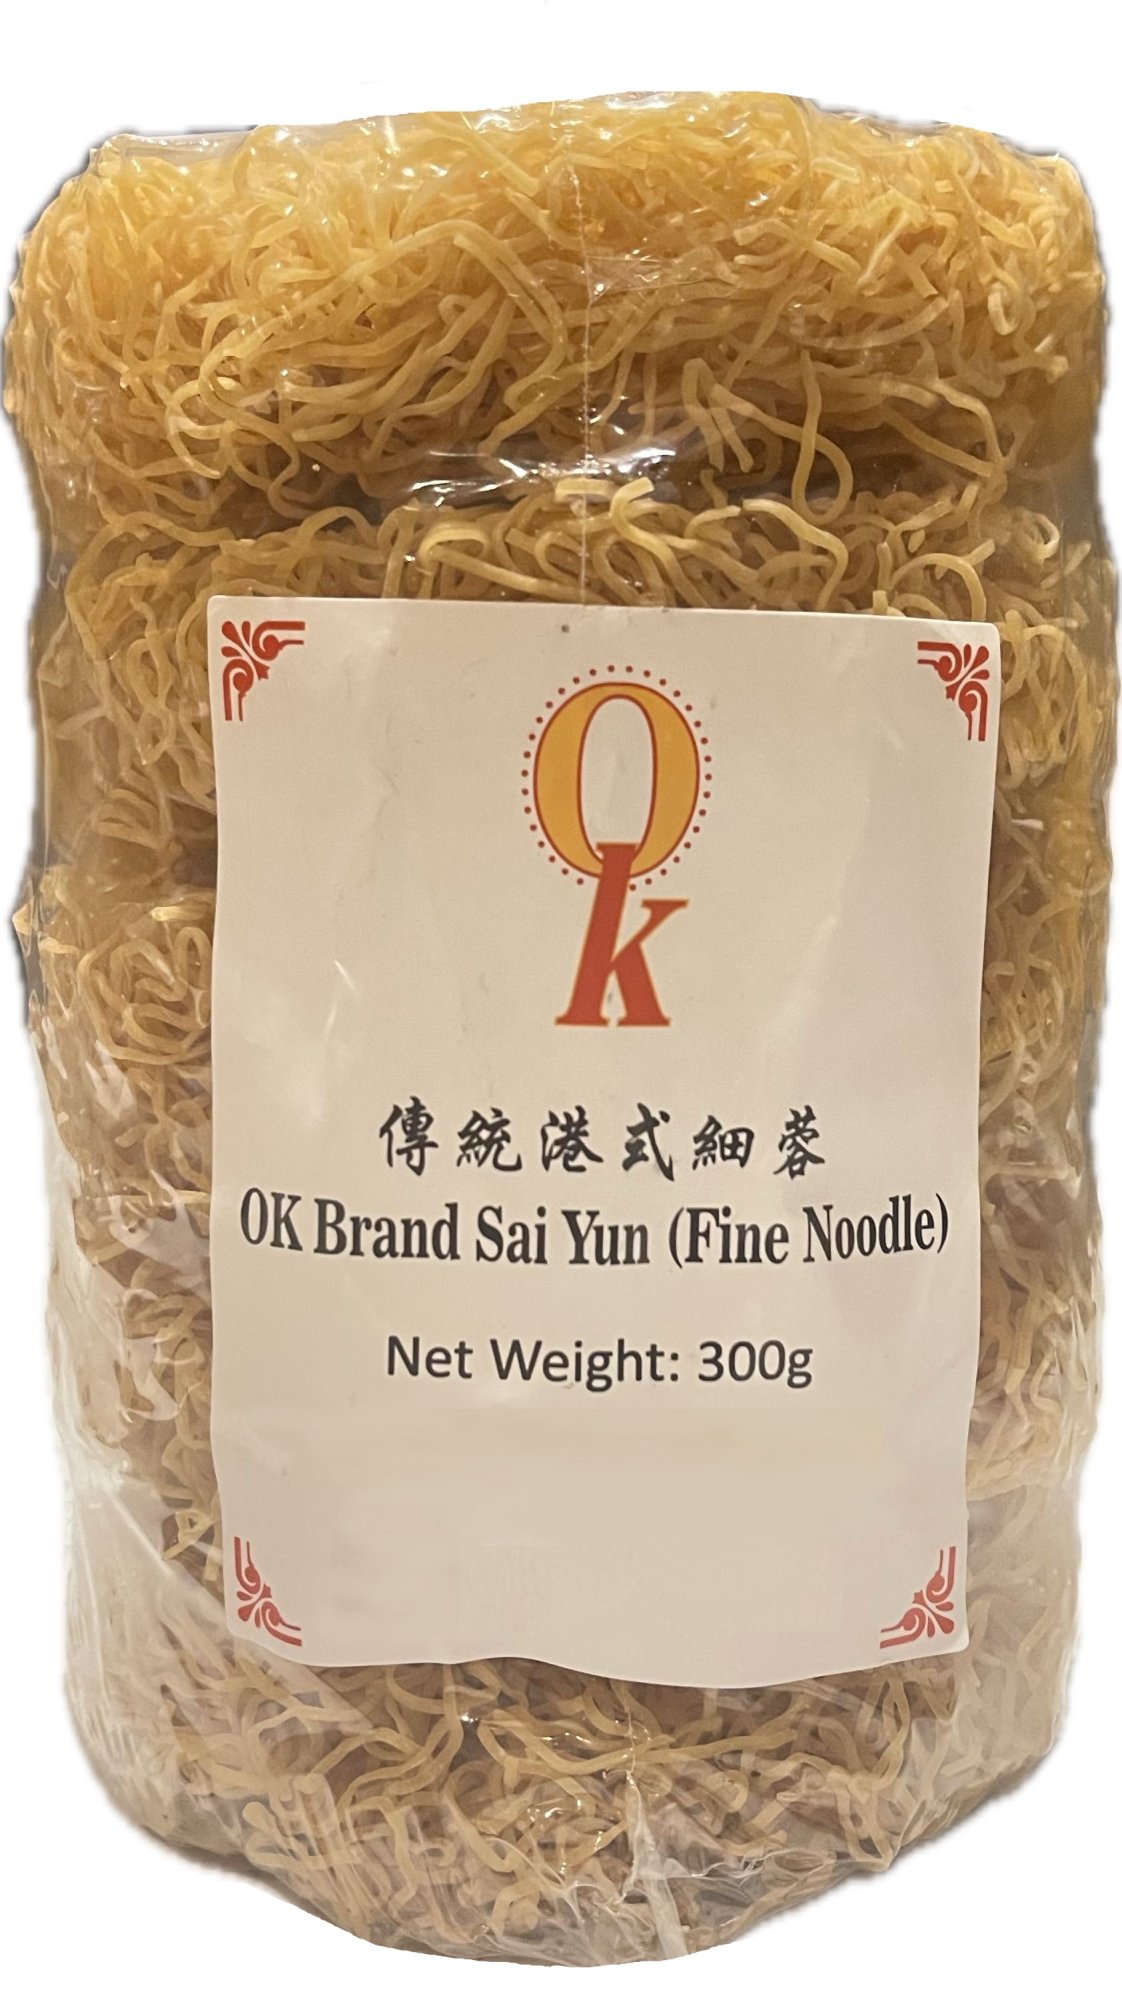 Ok
傳統港式細蓉
OK Brand Sai Yun (Fine Noodle)
Net Weight: 300g